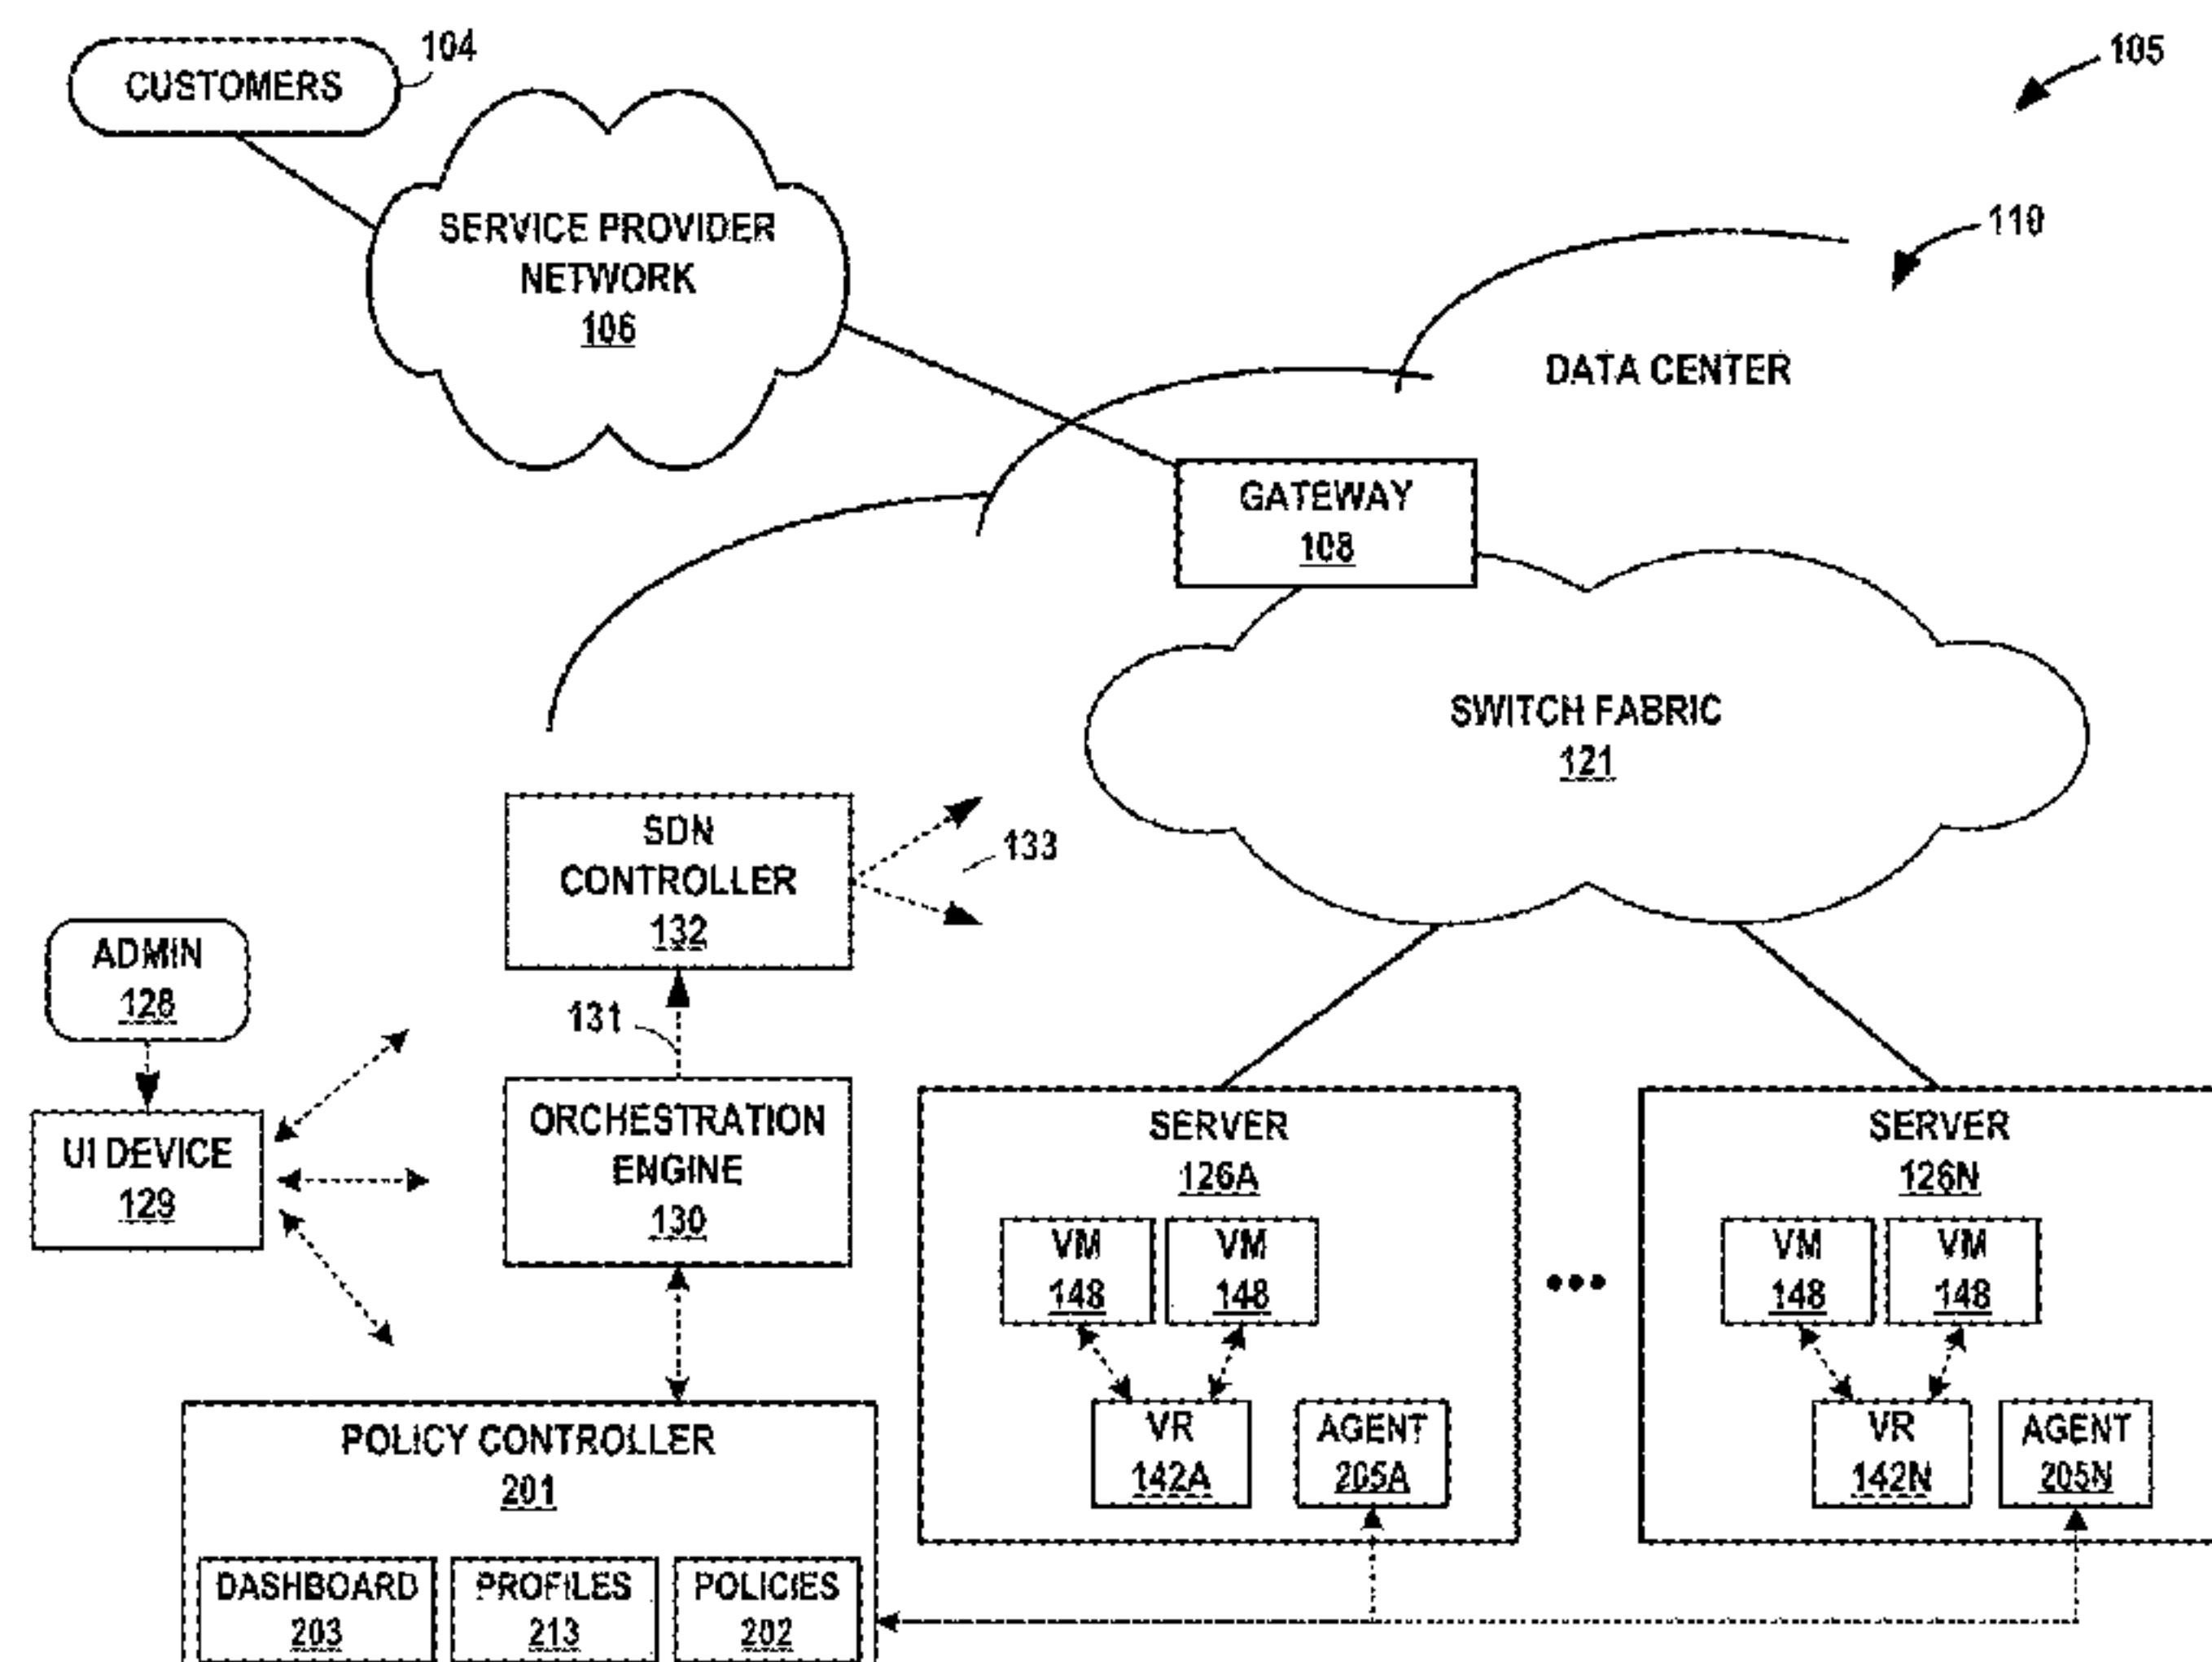 CUSTOMERS
104
105
SERVICE PROVIDER
NETWORK
106
110
DATA CENTER
GATEWAY
108
SWITCH FABRIC
121
SDN
CONTROLLER
132
133
ADMIN
128
131
UI DEVICE
129
ORCHESTRATION
ENGINE
130
SERVER
126A
VM
148
VM
148
VR
142A
AGENT
205A
SERVER
126N
VM
148
VM
148
VR
142N
AGENT
205N
POLICY CONTROLLER
201
DASHBOARD
203
PROFILES
213
POLICIES
202